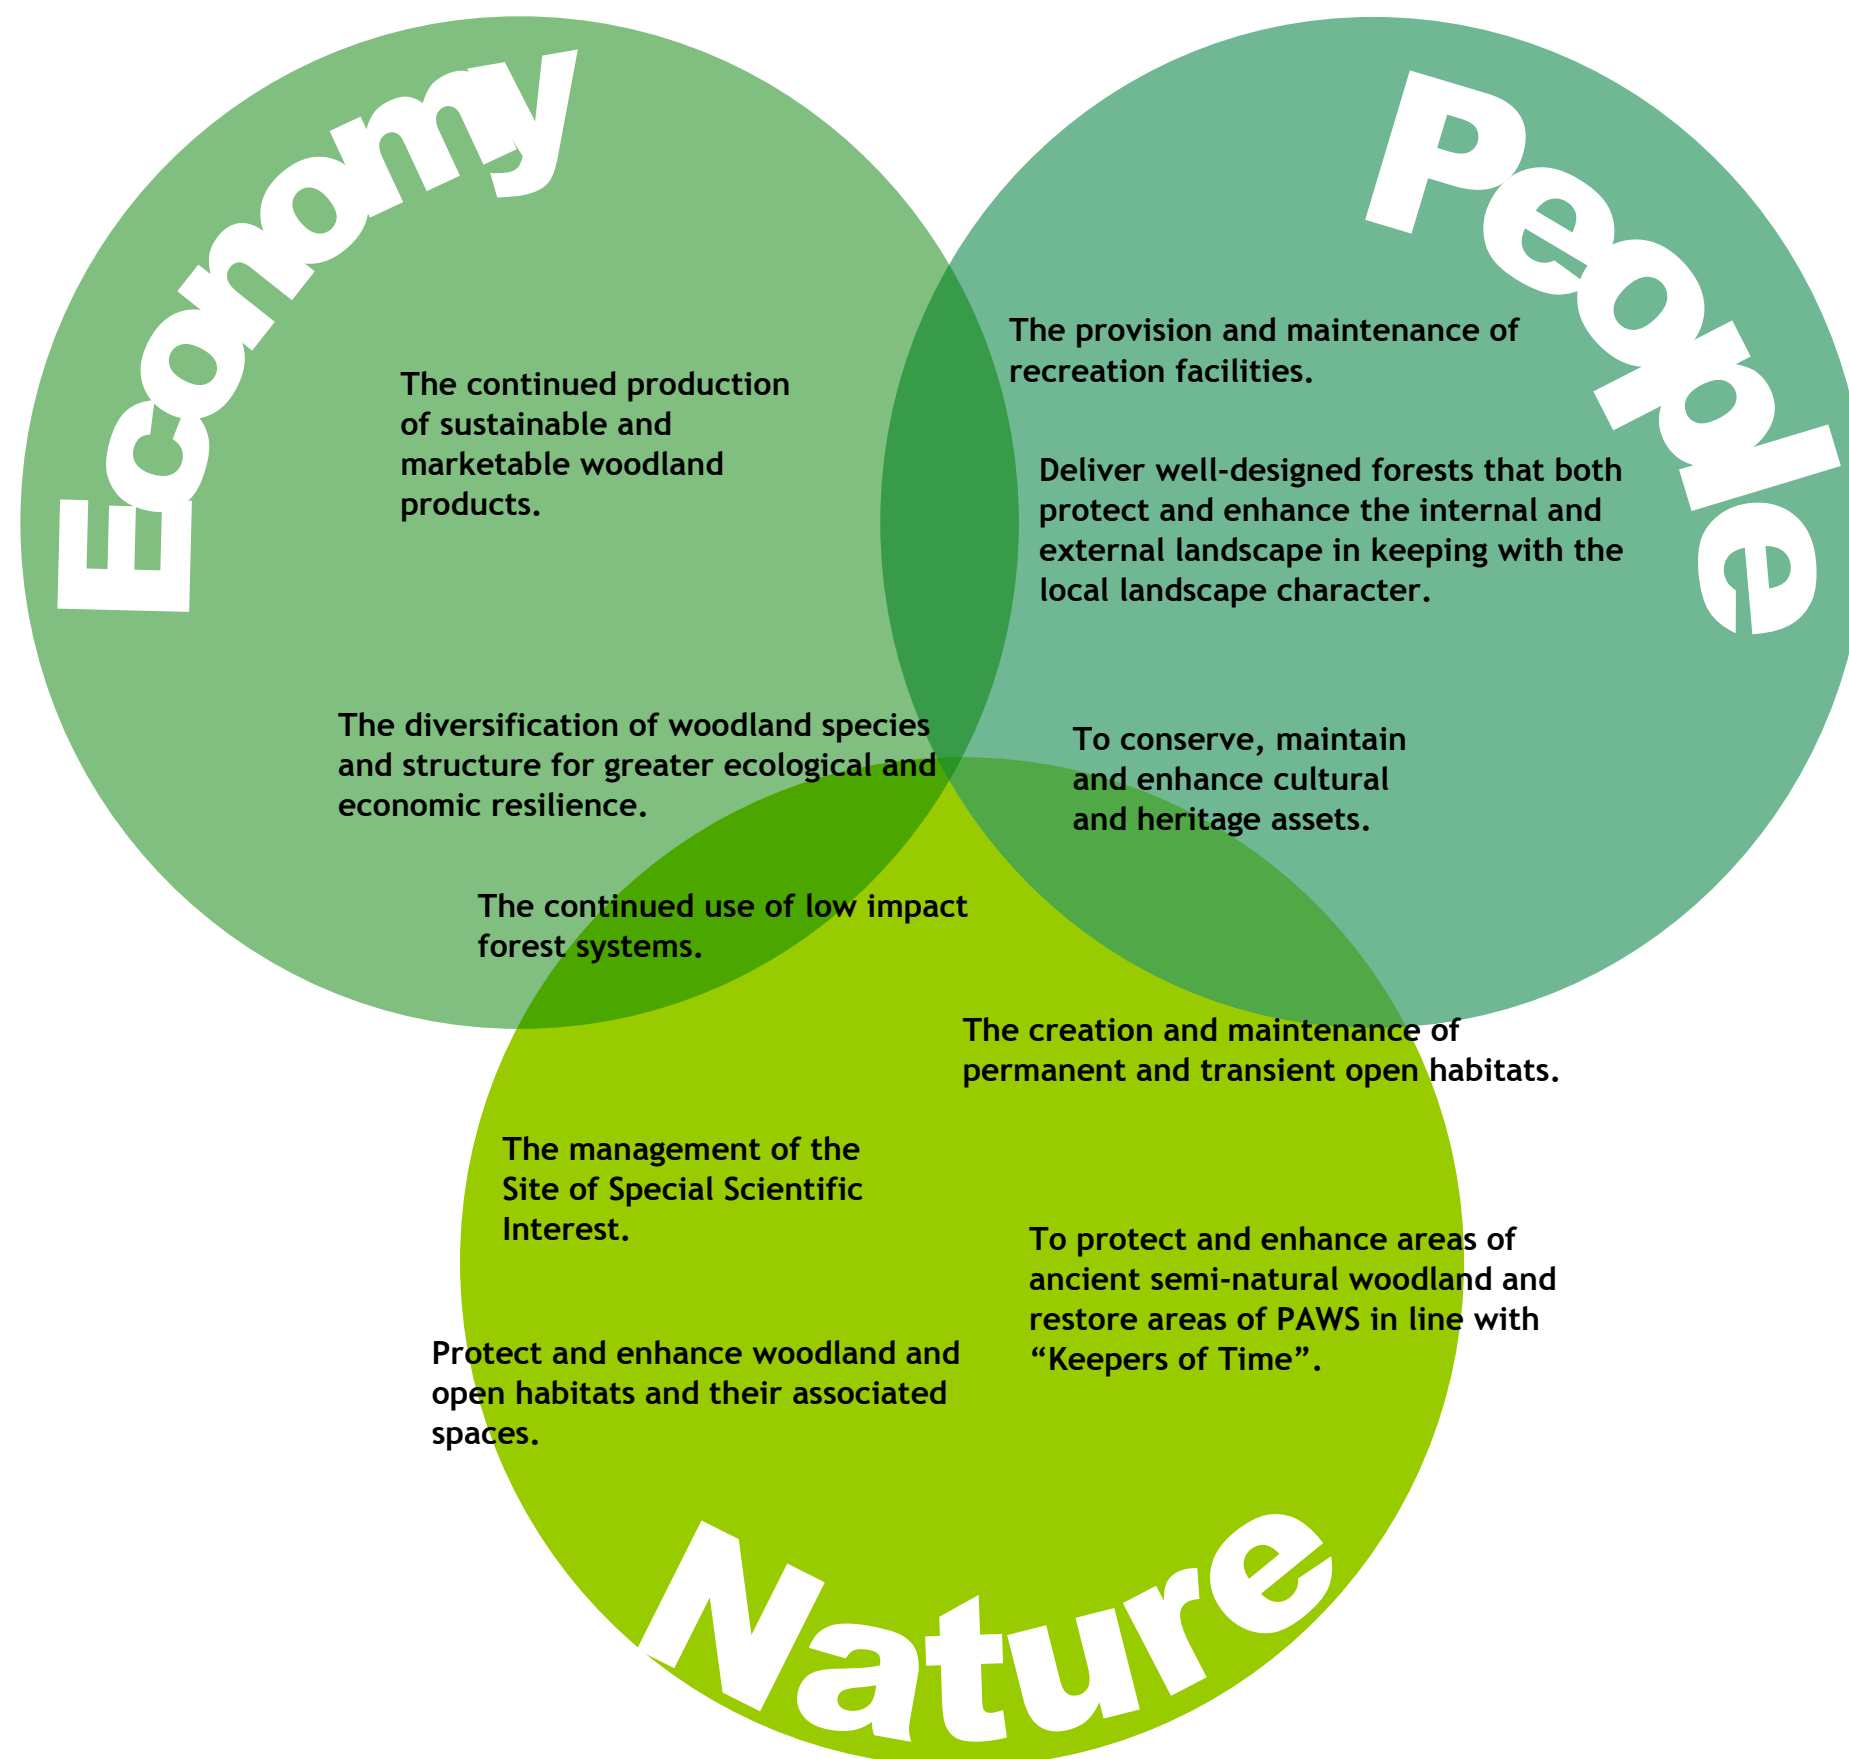 Economy
The continued production
of sustainable and
marketable woodland
products.
The diversification of woodland species
and structure for greater ecological and
economic resilience.
The continued use of low impact
forest systems.
People
The provision and maintenance of
recreation facilities.
Deliver well-designed forests that both
protect and enhance the internal and
external landscape in keeping with the
local landscape character.
To conserve, maintain
and enhance cultural
and heritage assets.
The creation and maintenance of
permanent and transient open habitats.
The management of the
Site of Special Scientific
Interest.
To protect and enhance areas of
ancient semi-natural woodland and
restore areas of PAWS in line with
“Keepers of Time”.
Protect and enhance woodland and
open habitats and their associated
spaces.
Nature